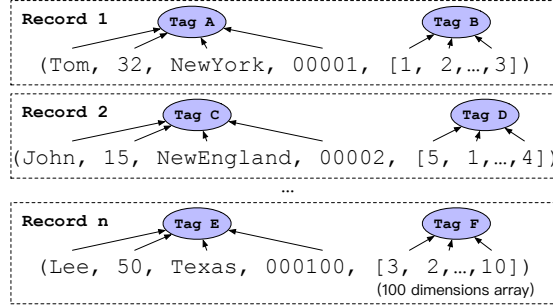 Record 1 Tag A Tag B
(Tom, 32, NewYork, 00001, [1, 2,…,3])
Record 2 Tag C Tag D
(John, 15, NewEngland, 00002, [5, 1,…,4])
…
Record n Tag E Tag F
(Lee, 50, Texas, 000100, [3, 2,…,10])
(100 dimensions array)